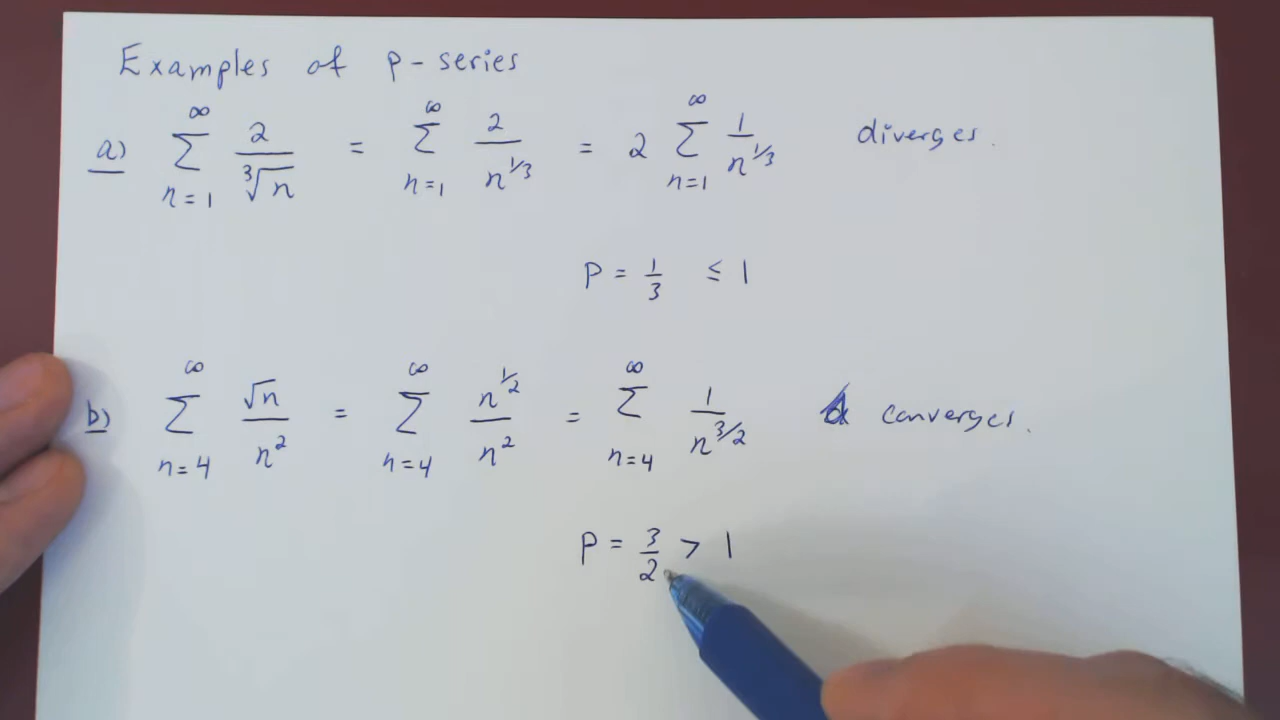 Examples of p-series
a) ∞∑n=1 2/∛n = ∞∑n=1 2/n^1/3 = 2 ∞∑n=1 1/n^1/3 diverges.
P = 1/3 ≤ 1
b) ∞∑n=4 √n/n² = ∞∑n=4 n^1/2/n² = ∞∑n=4 1/n^3/2 converges.
P = 3/2 > 1